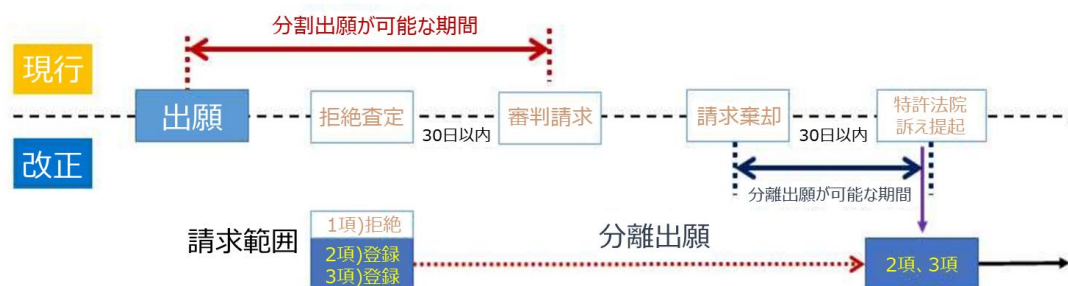 分割出願が可能な期間
現行
出願
拒絶査定
30日以内
審判請求
請求棄却
30日以内
特許法院
訴え提起
改正
分離出願が可能な期間
請求範囲
1項)拒絶
2項)登録
3項)登録
分離出願
2項、3項